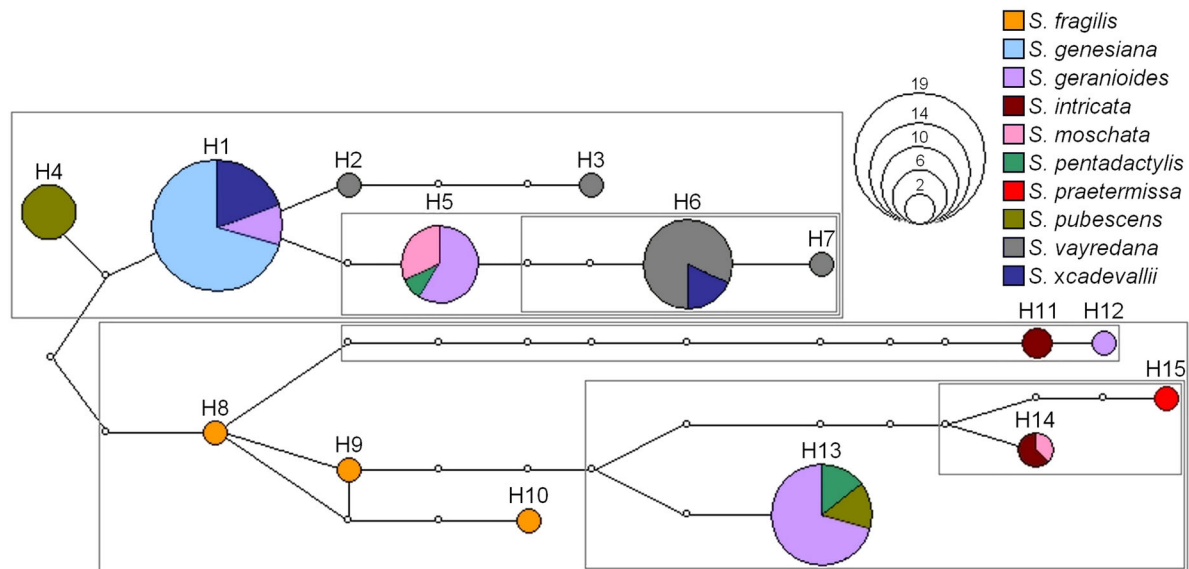 S. fragilis
S. genesiana
S. geranioides
S. intricata
S. moschata
S. pentadactylis
S. praetermissa
S. pubescens
S. vayredana
S. xcadevallii
19
14
10
6
2
H1
H2
H3
H4
H5
H6
H7
H11
H12
H8
H15
H9
H14
H13
H10